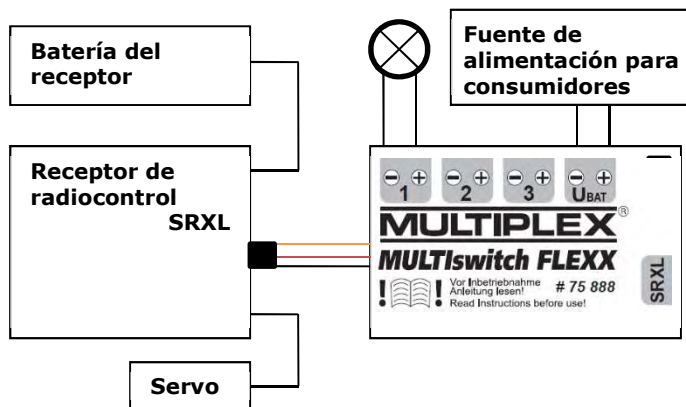 Batería del
receptor
Fuente de
alimentación para
consumidores
Receptor de
radiocontrol
SRXL
1 2 3 UBAT
MULTIPLEX®
MULTIswitch FLEXX
! ! Vor Inbetriebnahme
Anleitung lesen!
Read Instructions before use!
# 75 888
SRXL
Servo